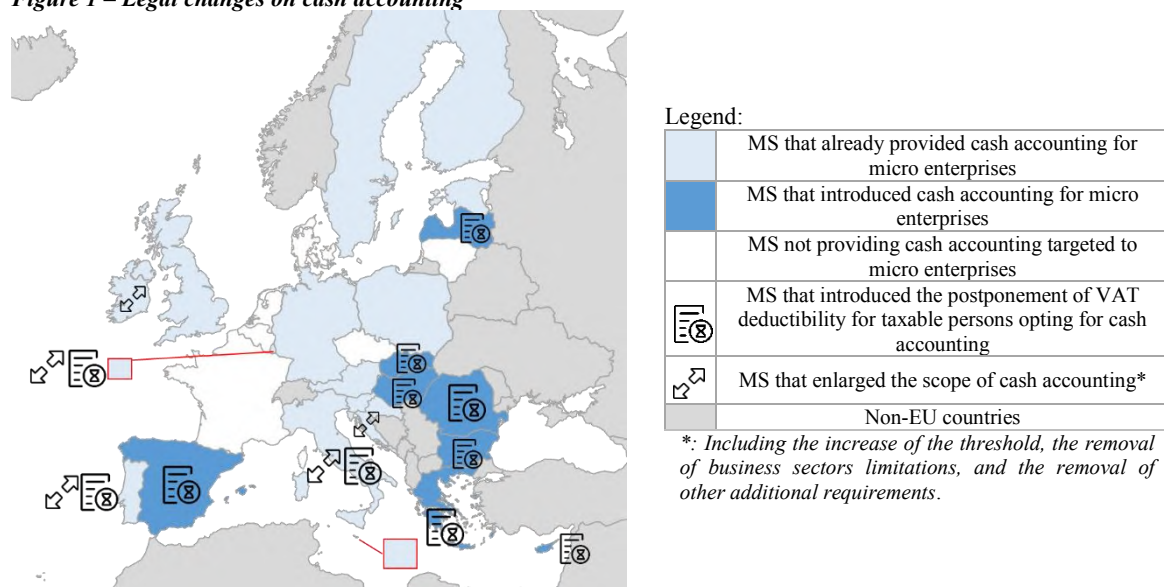 Figure 1 – Legal changes on cash accounting
Legend:
MS that already provided cash accounting for
micro enterprises
MS that introduced cash accounting for micro
enterprises
MS not providing cash accounting targeted to
micro enterprises
MS that introduced the postponement of VAT
deductibility for taxable persons opting for cash
accounting
MS that enlarged the scope of cash accounting*
Non-EU countries
*: Including the increase of the threshold, the removal
of business sectors limitations, and the removal of
other additional requirements.